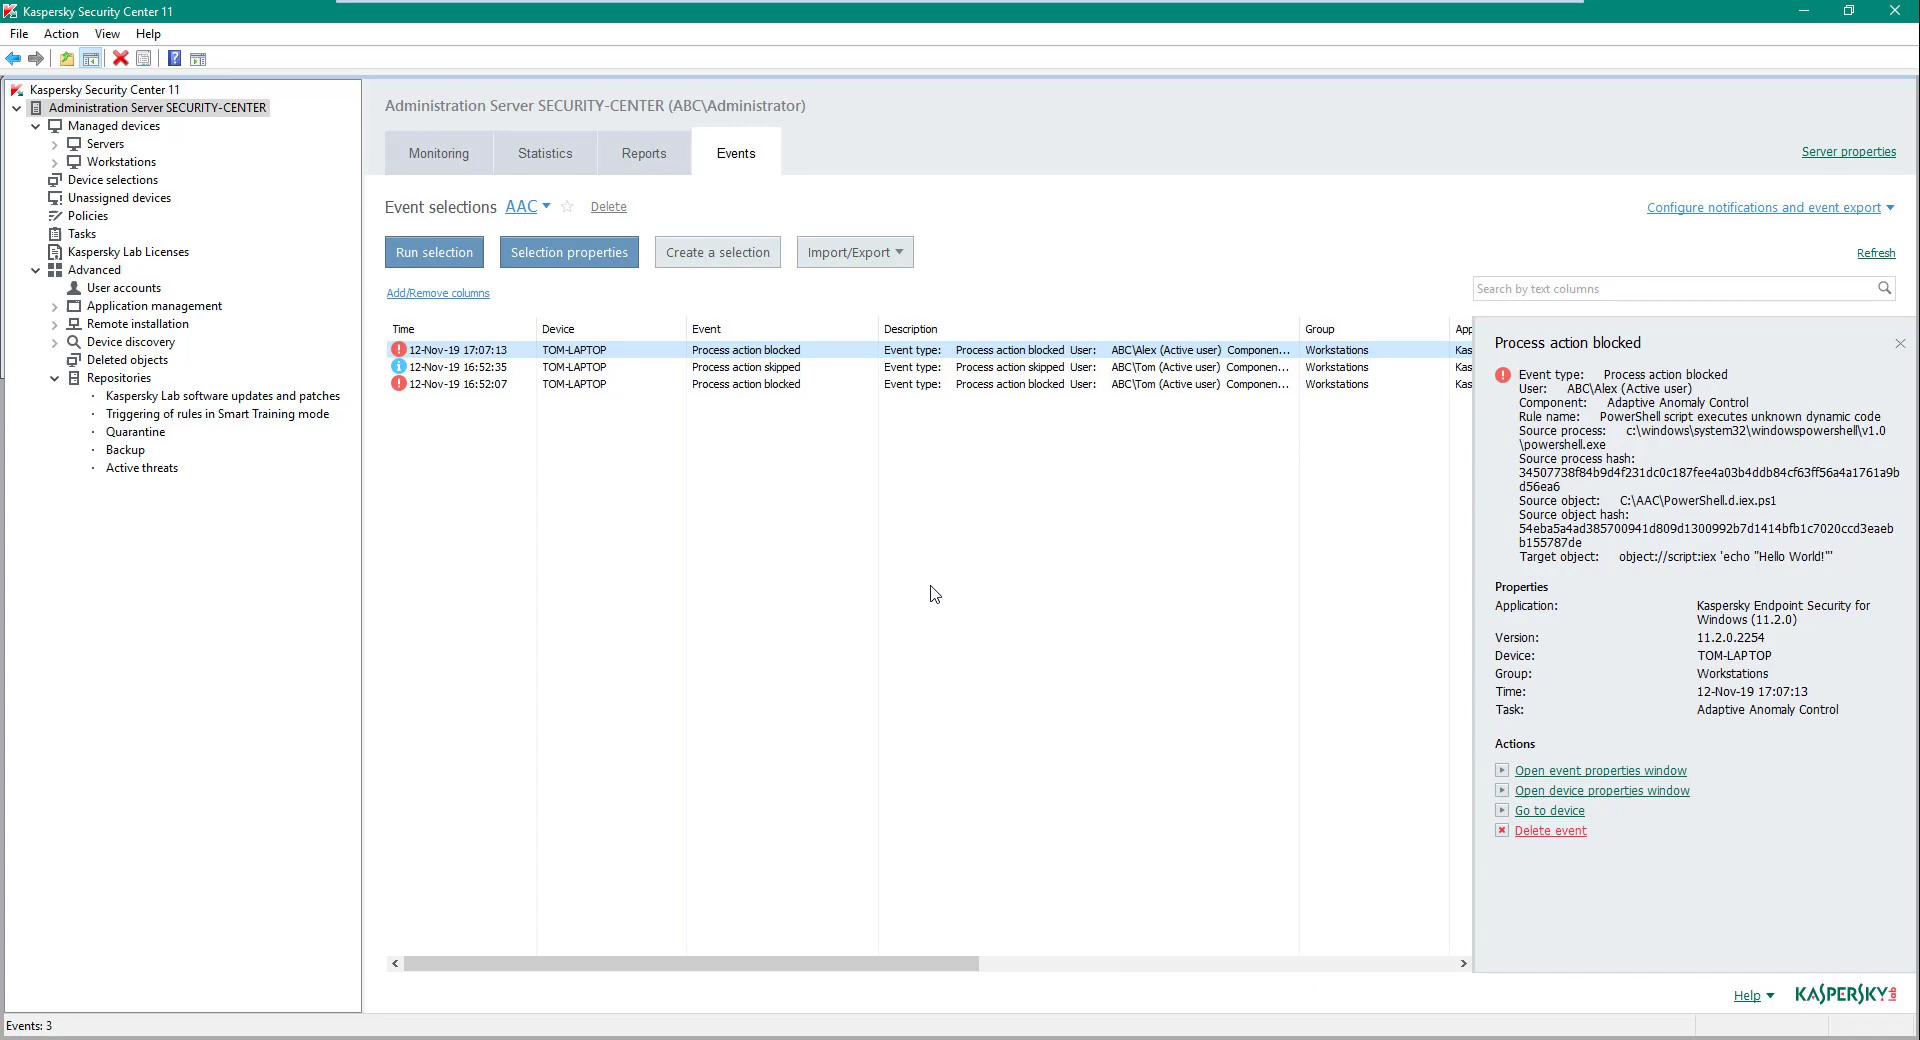 Kaspersky Security Center 11
File Action View Help
Kaspersky Security Center 11
Administration Server SECURITY-CENTER
Managed devices
Servers
Workstations
Device selections
Unassigned devices
Policies
Tasks
Kaspersky Lab Licenses
Advanced
User accounts
Application management
Remote installation
Device discovery
Deleted objects
Repositories
Kaspersky Lab software updates and patches
Triggering of rules in Smart Training mode
Quarantine
Backup
Active threats
Administration Server SECURITY-CENTER (ABC\Administrator)
Monitoring Statistics Reports Events
Server properties
Event selections AAC Delete
Configure notifications and event export
Run selection Selection properties Create a selection Import/Export
Refresh
Add/Remove columns
Search by text columns
Time Device Event Description Group App
12-Nov-19 17:07:13 TOM-LAPTOP Process action blocked Event type: Process action blocked User: ABC\Alex (Active user) Componen... Workstations Kas
12-Nov-19 16:52:35 TOM-LAPTOP Process action skipped Event type: Process action skipped User: ABC\Tom (Active user) Componen... Workstations Kas
12-Nov-19 16:52:07 TOM-LAPTOP Process action blocked Event type: Process action blocked User: ABC\Tom (Active user) Componen... Workstations Kas
Process action blocked
Event type: Process action blocked
User: ABC\Alex (Active user)
Component: Adaptive Anomaly Control
Rule name: PowerShell script executes unknown dynamic code
Source process: c:\windows\system32\windowspowershell\v1.0
\powershell.exe
Source process hash:
34507738f84b9d4f231dc0c187fee4a03b4ddb84cf63ff56a4a1761a9b
d56ea6
Source object: C:\AAC\PowerShell.d.iex.ps1
Source object hash:
54eba5a4ad385700941d809d1300992b7d1414bfb1c7020ccd3eaeb
b155787de
Target object: object://script:iex 'echo "Hello World!"'
Properties
Application: Kaspersky Endpoint Security for
Windows (11.2.0)
Version: 11.2.0.2254
Device: TOM-LAPTOP
Group: Workstations
Time: 12-Nov-19 17:07:13
Task: Adaptive Anomaly Control
Actions
Open event properties window
Open device properties window
Go to device
Delete event
Help KASPERSKY lab
Events: 3